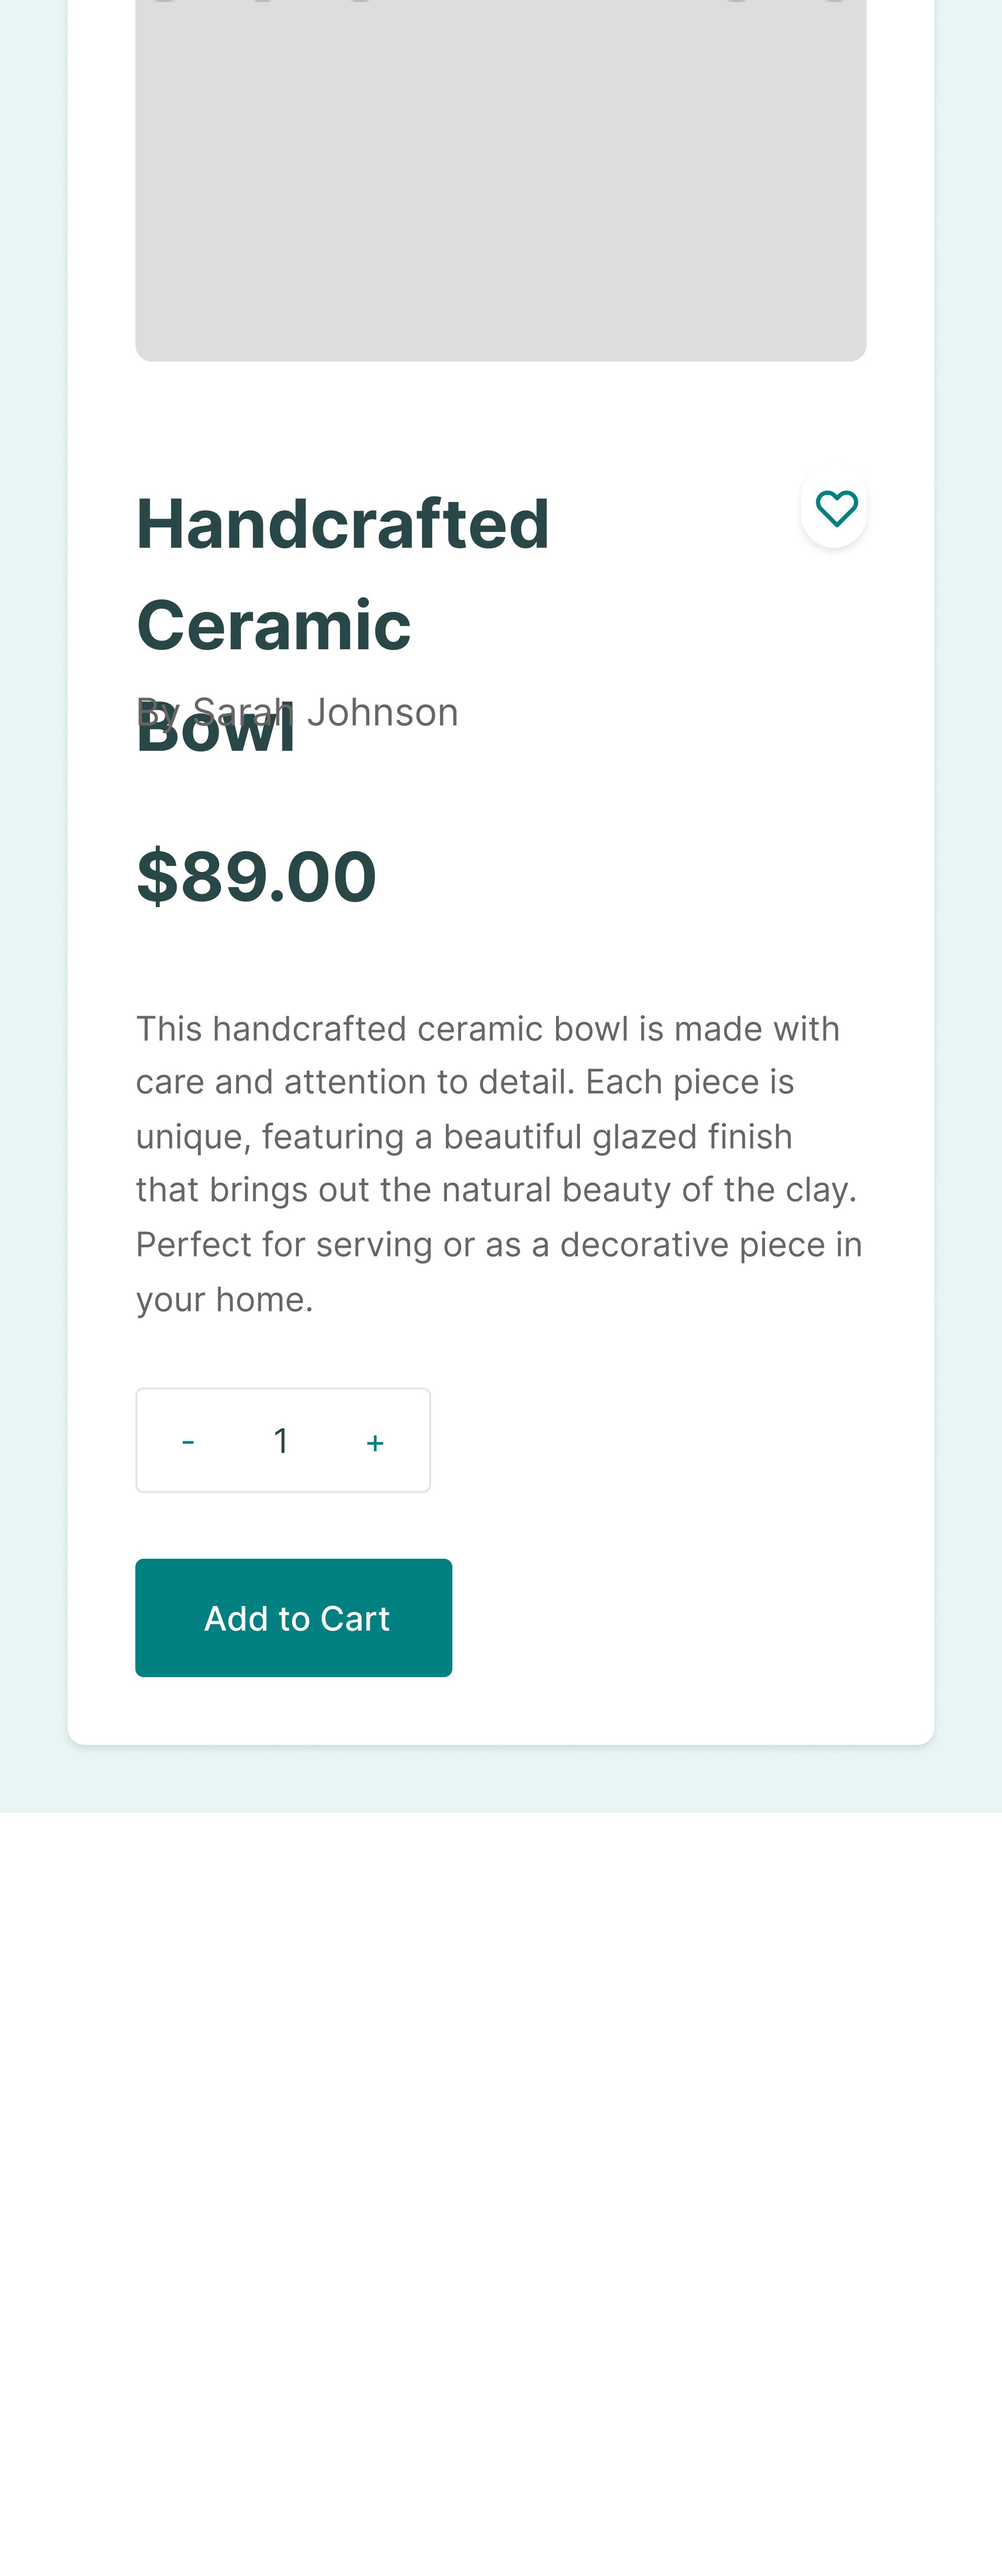 Handcrafted
Ceramic
Bowl
By Sarah Johnson
$89.00
This handcrafted ceramic bowl is made with
care and attention to detail. Each piece is
unique, featuring a beautiful glazed finish
that brings out the natural beauty of the clay.
Perfect for serving or as a decorative piece in
your home.
- 1 +
Add to Cart